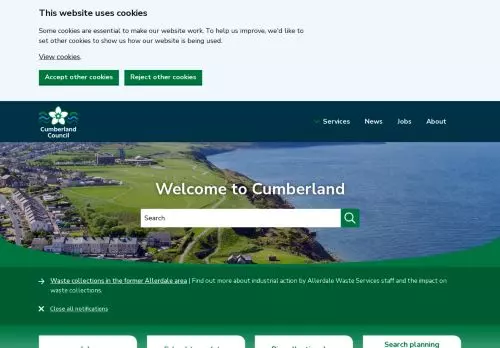 This website uses cookies
Some cookies are essential to make our website work. To help us improve, we'd like to
set other cookies to show us how our website is being used.
View cookies.
Accept other cookies
Reject other cookies
Cumberland
Council
Services
News
Jobs
About
Welcome to Cumberland
Search
Waste collections in the former Allerdale area | Find out more about industrial action by Allerdale Waste Services staff and the impact on
waste collections.
Close all notifications
Search planning